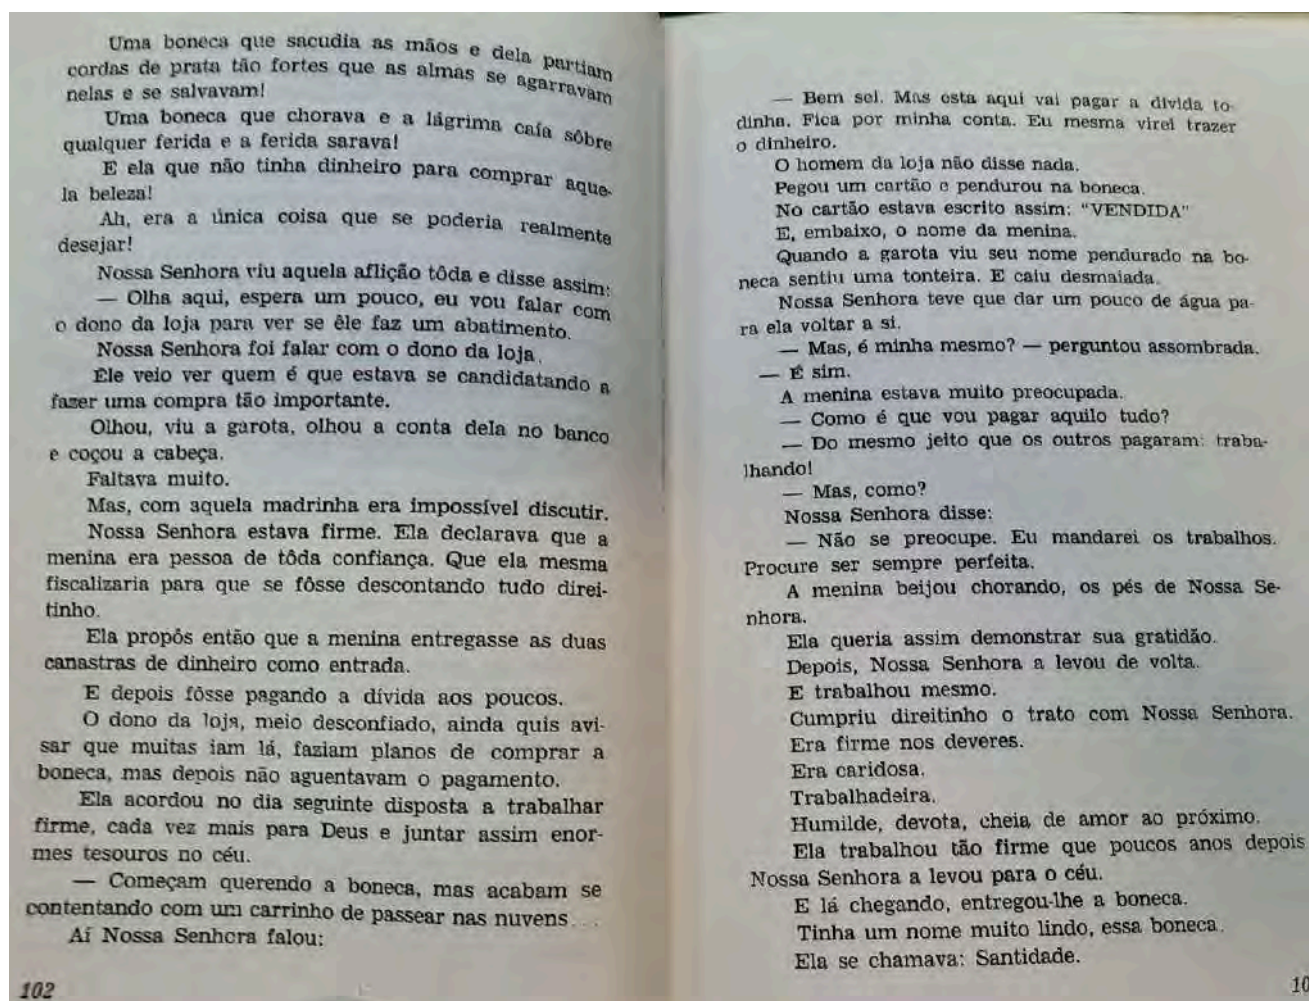 Uma boneca que sacudia as mãos e dela partiam
cordas de prata tão fortes que as almas se agarravam
nelas e se salvavam!
Uma boneca que chorava e a lágrima caía sôbre
qualquer ferida e a ferida sarava!
E ela que não tinha dinheiro para comprar aque-
la beleza!
Ah, era a única coisa que se poderia realmente
desejar!
Nossa Senhora viu aquela aflição tôda e disse assim:
— Olha aqui, espera um pouco, eu vou falar com
o dono da loja para ver se êle faz um abatimento.
Nossa Senhora foi falar com o dono da loja.
Ele veio ver quem é que estava se candidatando a
fazer uma compra tão importante.
Olhou, viu a garota, olhou a conta dela no banco
e coçou a cabeça.
Faltava muito.
Mas, com aquela madrinha era impossível discutir.
Nossa Senhora estava firme. Ela declarava que a
menina era pessoa de tôda confiança. Que ela mesma
fiscalizaria para que se fôsse descontando tudo direi-
tinho.
Ela propôs então que a menina entregasse as duas
canastras de dinheiro como entrada.
E depois fôsse pagando a dívida aos poucos.
O dono da loja, meio desconfiado, ainda quis avi-
sar que muitas iam lá, faziam planos de comprar a
boneca, mas depois não aguentavam o pagamento.
Ela acordou no dia seguinte disposta a trabalhar
firme, cada vez mais para Deus e juntar assim enor-
mes tesouros no céu.
— Começam querendo a boneca, mas acabam se
contentando com um carrinho de passear nas nuvens...
Aí Nossa Senhora falou:
102
— Bem sei. Mas esta aqui vai pagar a dívida to-
dinha. Fica por minha conta. Eu mesma virei trazer
o dinheiro.
O homem da loja não disse nada.
Pegou um cartão e pendurou na boneca.
No cartão estava escrito assim: "VENDIDA"
E, embaixo, o nome da menina.
Quando a garota viu seu nome pendurado na bo-
neca sentiu uma tonteira. E caiu desmaiada.
Nossa Senhora teve que dar um pouco de água pa-
ra ela voltar a si.
— Mas, é minha mesmo? — perguntou assombrada.
— É sim.
A menina estava muito preocupada.
— Como é que vou pagar aquilo tudo?
— Do mesmo jeito que os outros pagaram: traba-
lhando!
— Mas, como?
Nossa Senhora disse:
— Não se preocupe. Eu mandarei os trabalhos.
Procure ser sempre perfeita.
A menina beijou chorando, os pés de Nossa Se-
nhora.
Ela queria assim demonstrar sua gratidão.
Depois, Nossa Senhora a levou de volta.
E trabalhou mesmo.
Cumpriu direitinho o trato com Nossa Senhora.
Era firme nos deveres.
Era caridosa.
Trabalhadeira.
Humilde, devota, cheia de amor ao próximo.
Ela trabalhou tão firme que poucos anos depois
Nossa Senhora a levou para o céu.
E lá chegando, entregou-lhe a boneca.
Tinha um nome muito lindo, essa boneca.
Ela se chamava: Santidade.